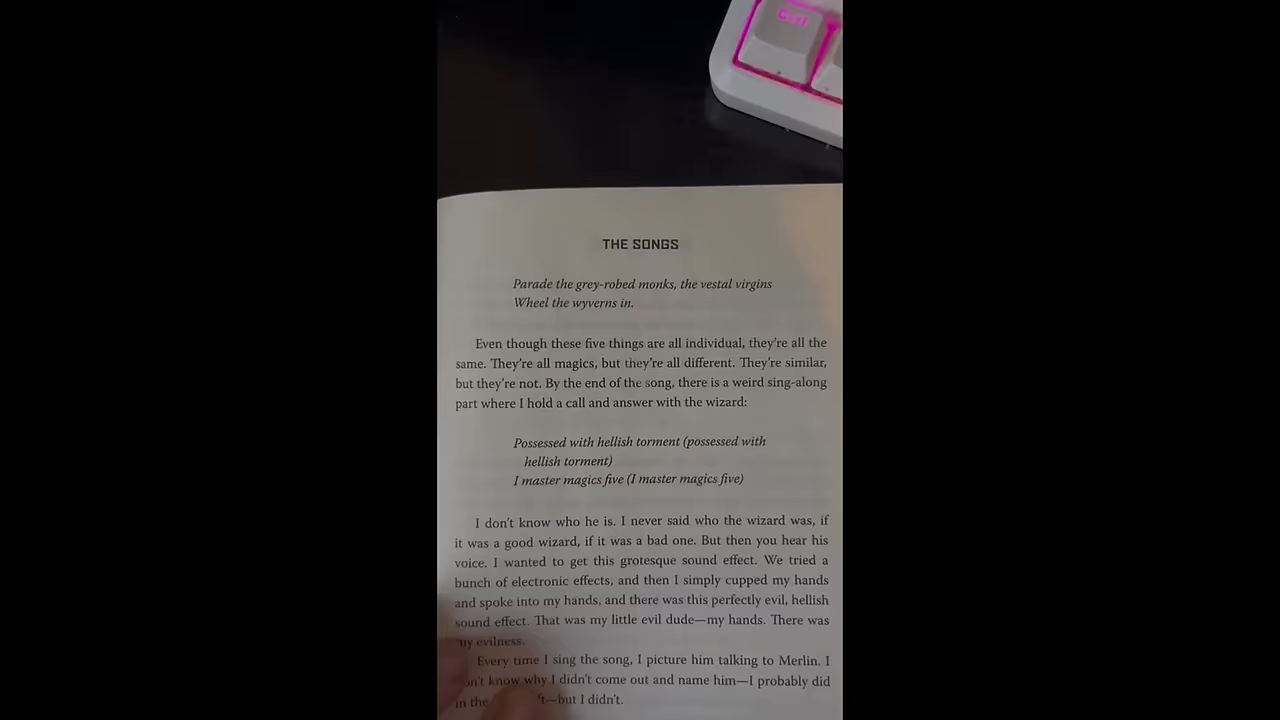 Ctrl
THE SONGS
Parade the grey-robed monks, the vestal virgins
Wheel the wyverns in.
Even though these five things are all individual, they're all the
same. They're all magics, but they're all different. They're similar,
but they're not. By the end of the song, there is a weird sing-along
part where I hold a call and answer with the wizard:
Possessed with hellish torment (possessed with
hellish torment)
I master magics five (I master magics five)
I don't know who he is. I never said who the wizard was, if
it was a good wizard, if it was a bad one. But then you hear his
voice. I wanted to get this grotesque sound effect. We tried a
bunch of electronic effects, and then I simply cupped my hands
and spoke into my hands, and there was this perfectly evil, hellish
sound effect. That was my little evil dude—my hands. There was
my evilness.
Every time I sing the song, I picture him talking to Merlin. I
know why I didn't come out and name him—I probably did
in the —but I didn't.